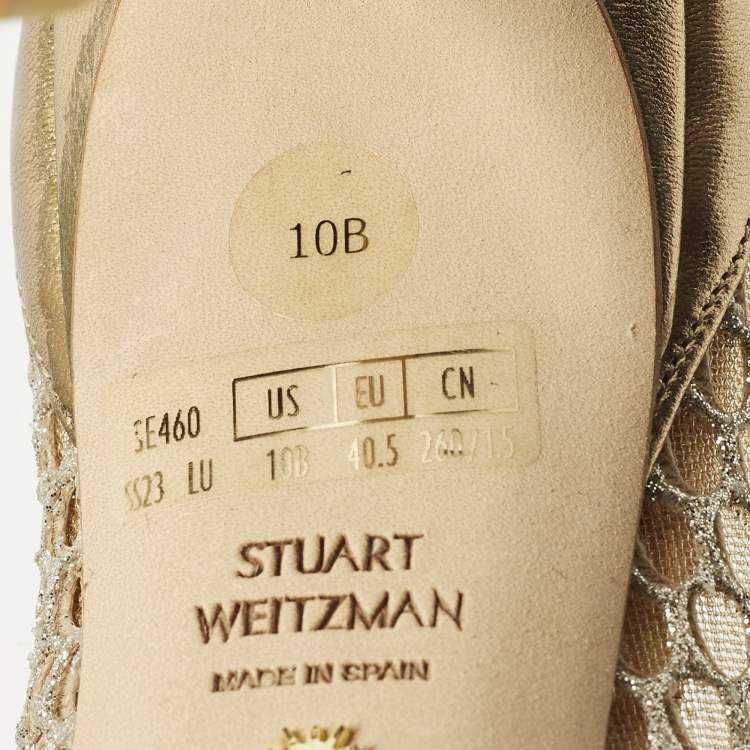 10B
SE460 US EU CN
SS23 LU 10B 40.5 260/1.5
STUART
WEITZMAN
MADE IN SPAIN